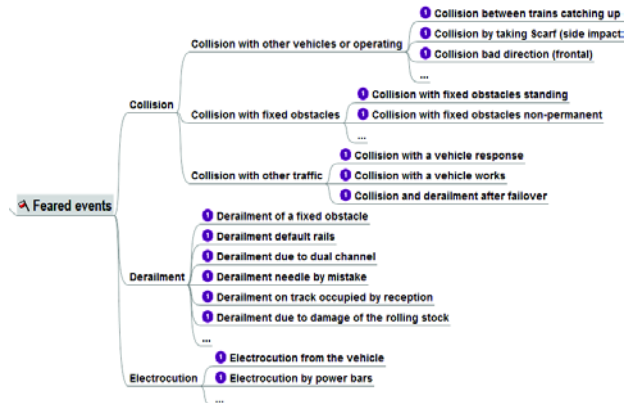 Collision between trains catching up
Collision with other vehicles or operating
Collision by taking Scarf (side impact:
Collision bad direction (frontal)
...
Collision
Collision with fixed obstacles
Collision with fixed obstacles standing
Collision with fixed obstacles non-permanent
...
Collision with other traffic
Collision with a vehicle response
Collision with a vehicle works
Collision and derailment after failover
Feared events
Derailment
Derailment of a fixed obstacle
Derailment default rails
Derailment due to dual channel
Derailment needle by mistake
Derailment on track occupied by reception
Derailment due to damage of the rolling stock
...
Electrocution
Electrocution from the vehicle
Electrocution by power bars
...